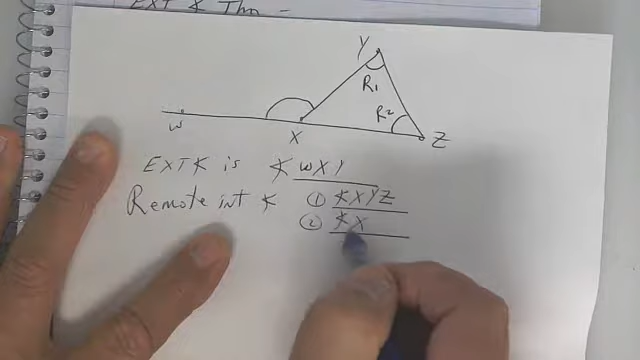 EXT ∡ Thm -
Y
R1
R2
W
X
Z
EXT ∡ is ∡ WXY
Remote int ∡ ① ∡ XYZ
② ∡ X